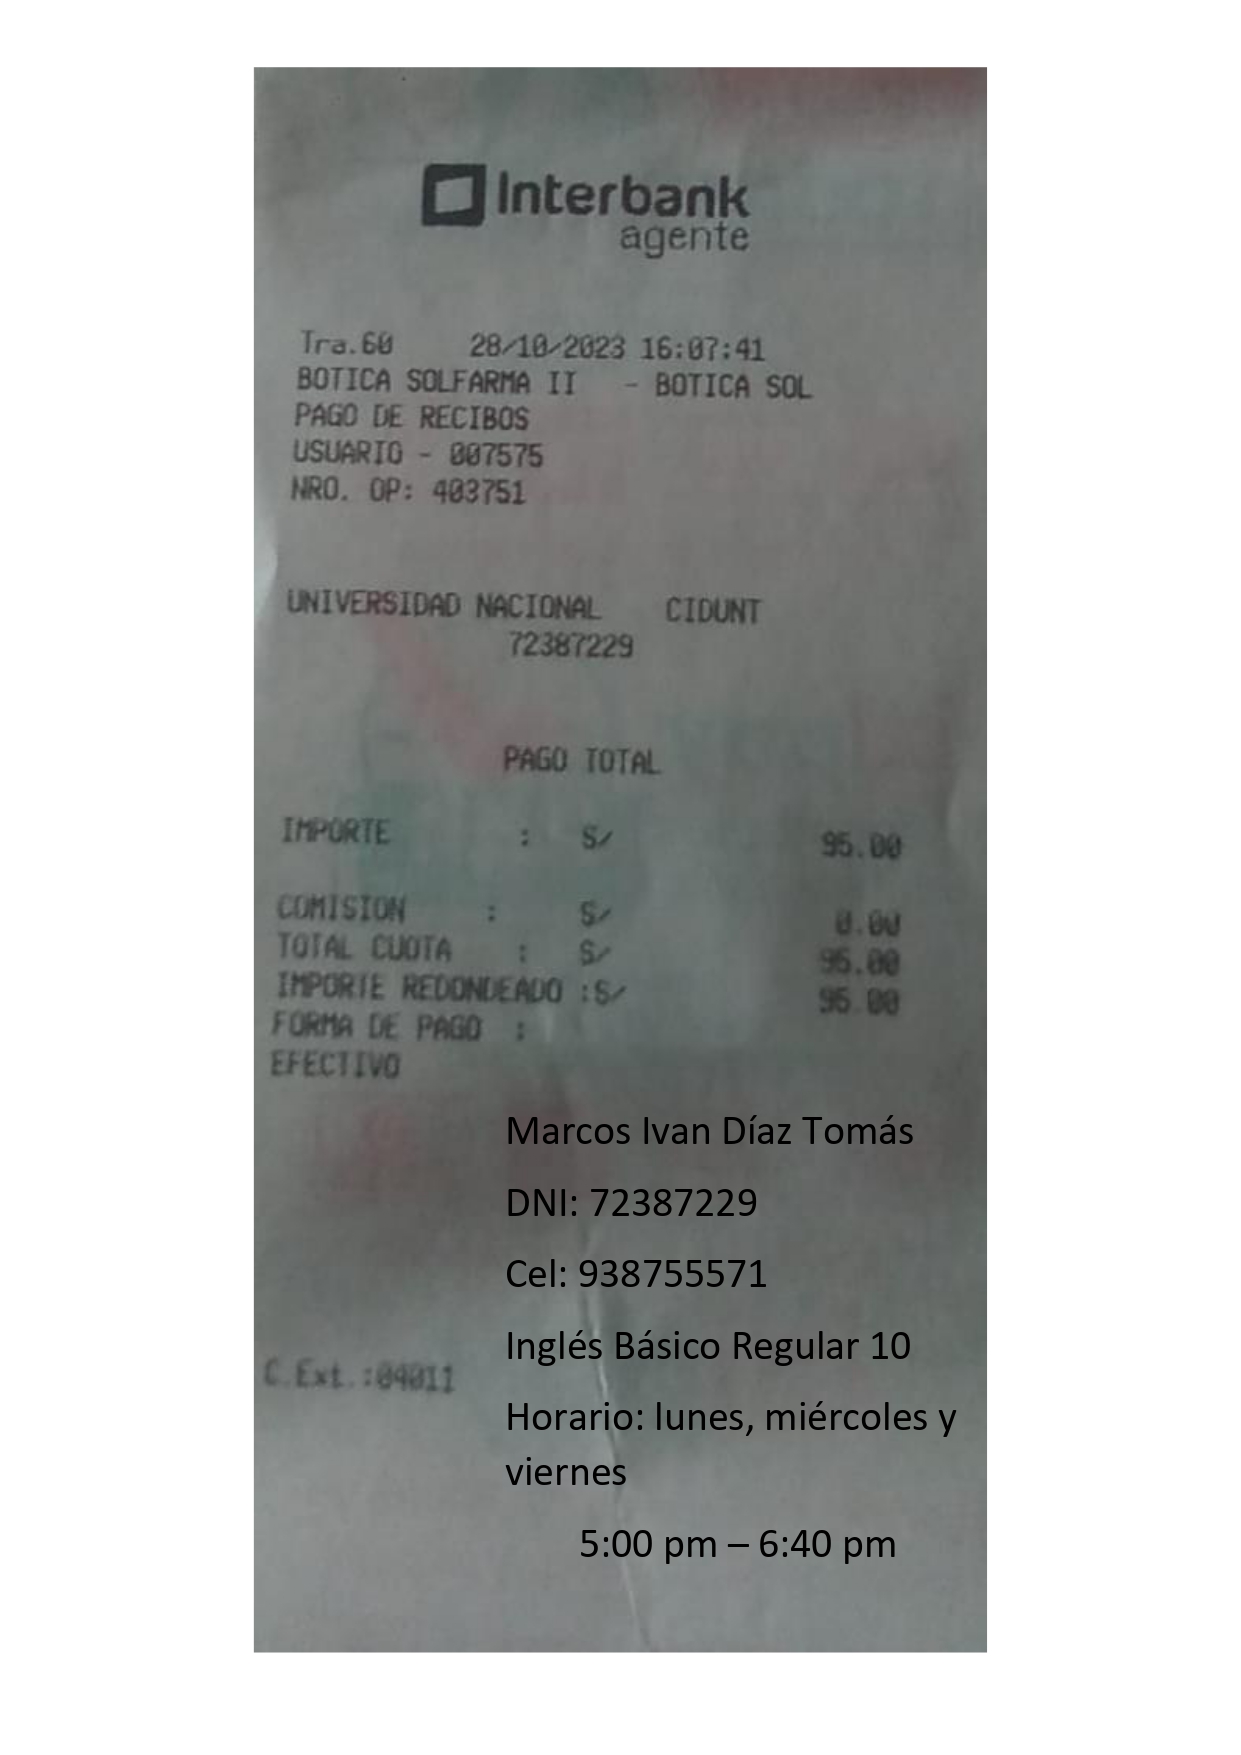 Interbank
agente
Tra.60 28/10/2023 16:07:41
BOTICA SOLFARMA II - BOTICA SOL
PAGO DE RECIBOS
USUARIO - 007575
NRO. OP: 403751
UNIVERSIDAD NACIONAL CIDUNT
72387229
PAGO TOTAL
IMPORTE : S/ 95.00
COMISION : S/ 0.00
TOTAL CUOTA : S/ 95.00
IMPORTE REDONDEADO :S/ 95.00
FORMA DE PAGO :
EFECTIVO
Marcos Ivan Díaz Tomás
DNI: 72387229
Cel: 938755571
Inglés Básico Regular 10
C.Ext.:04011
Horario: lunes, miércoles y
viernes
5:00 pm – 6:40 pm